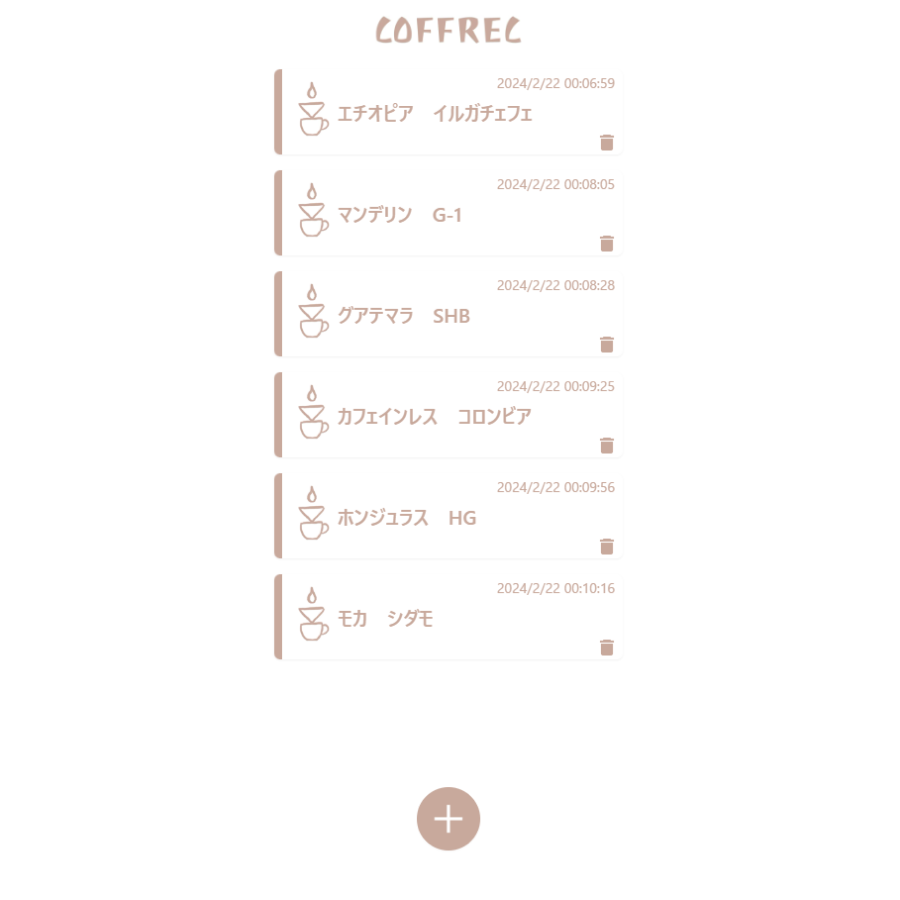 COFFREC
2024/2/22 00:06:59
エチオピア　イルガチェフェ
2024/2/22 00:08:05
マンデリン　G-1
2024/2/22 00:08:28
グアテマラ　SHB
2024/2/22 00:09:25
カフェインレス　コロンビア
2024/2/22 00:09:56
ホンジュラス　HG
2024/2/22 00:10:16
モカ　シダモ